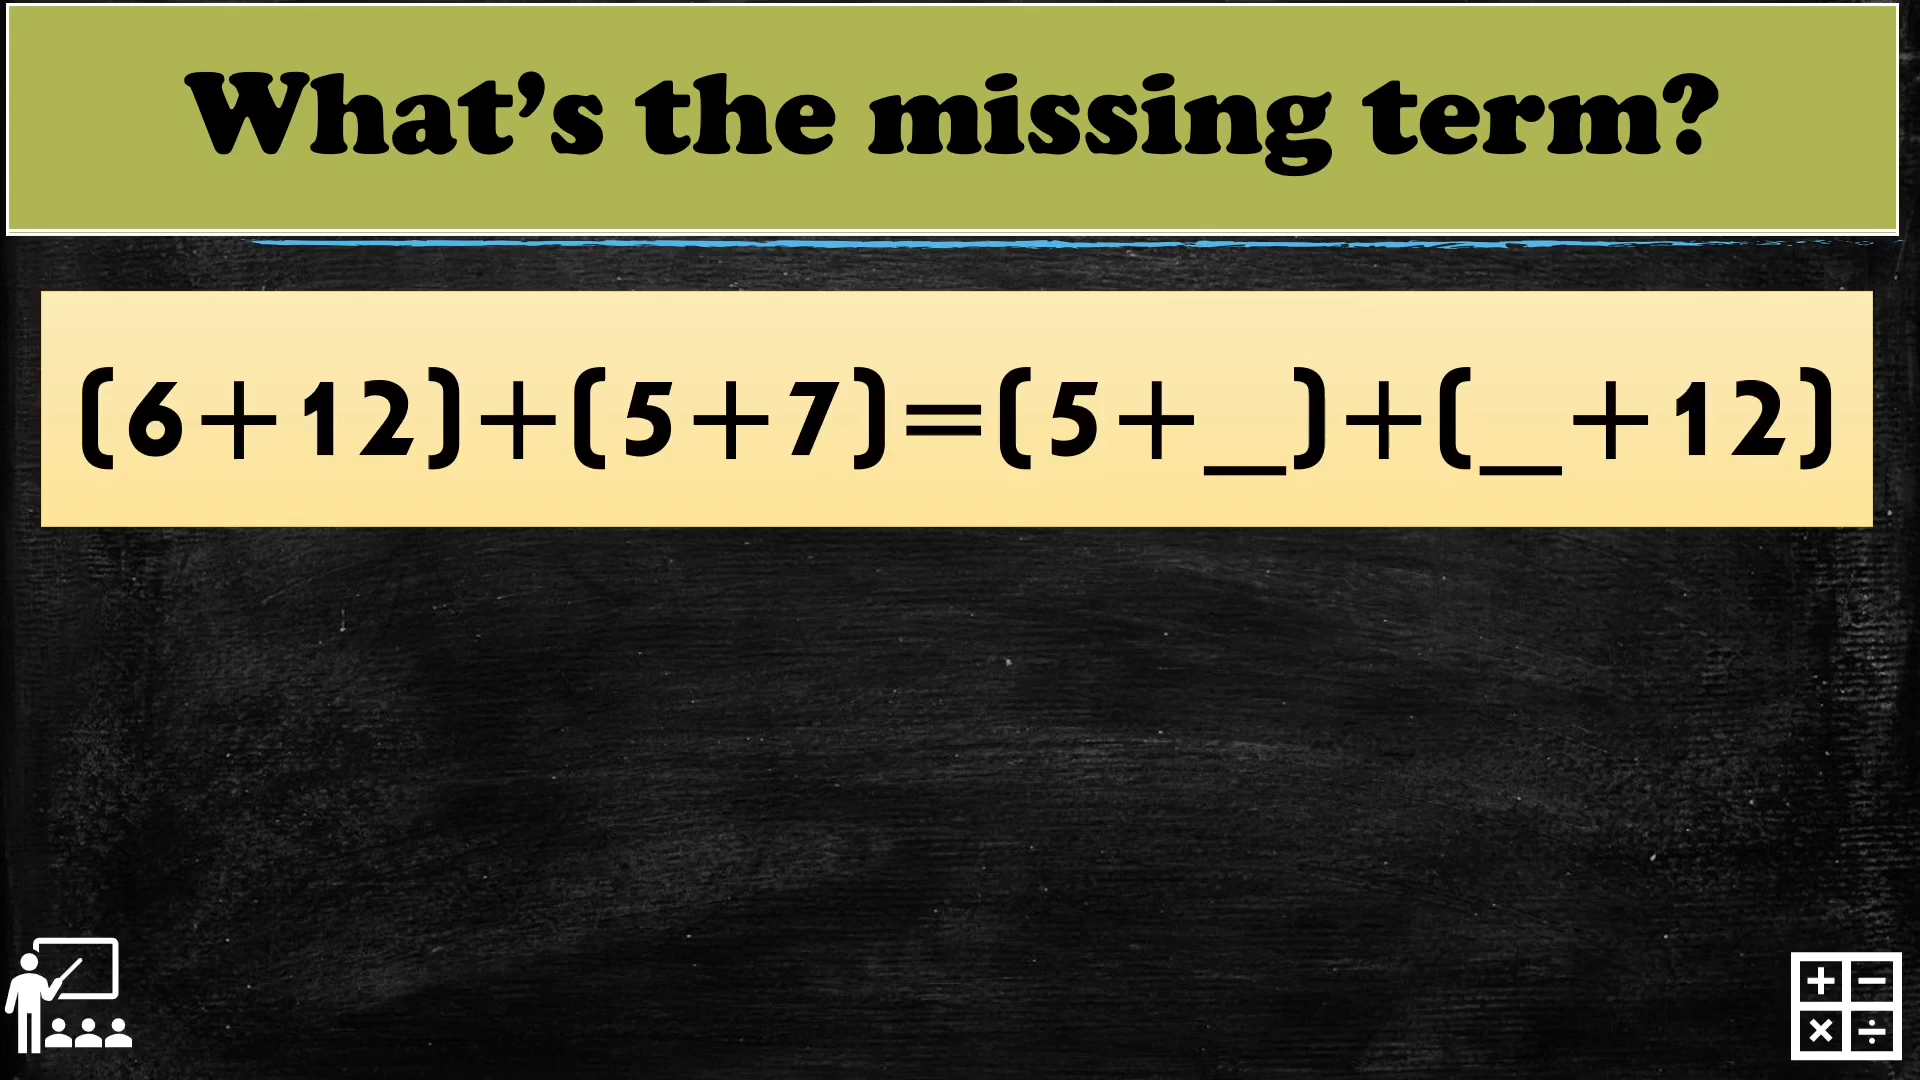 What’s the missing term?
(6+12)+(5+7)=(5+_)+(_+12)